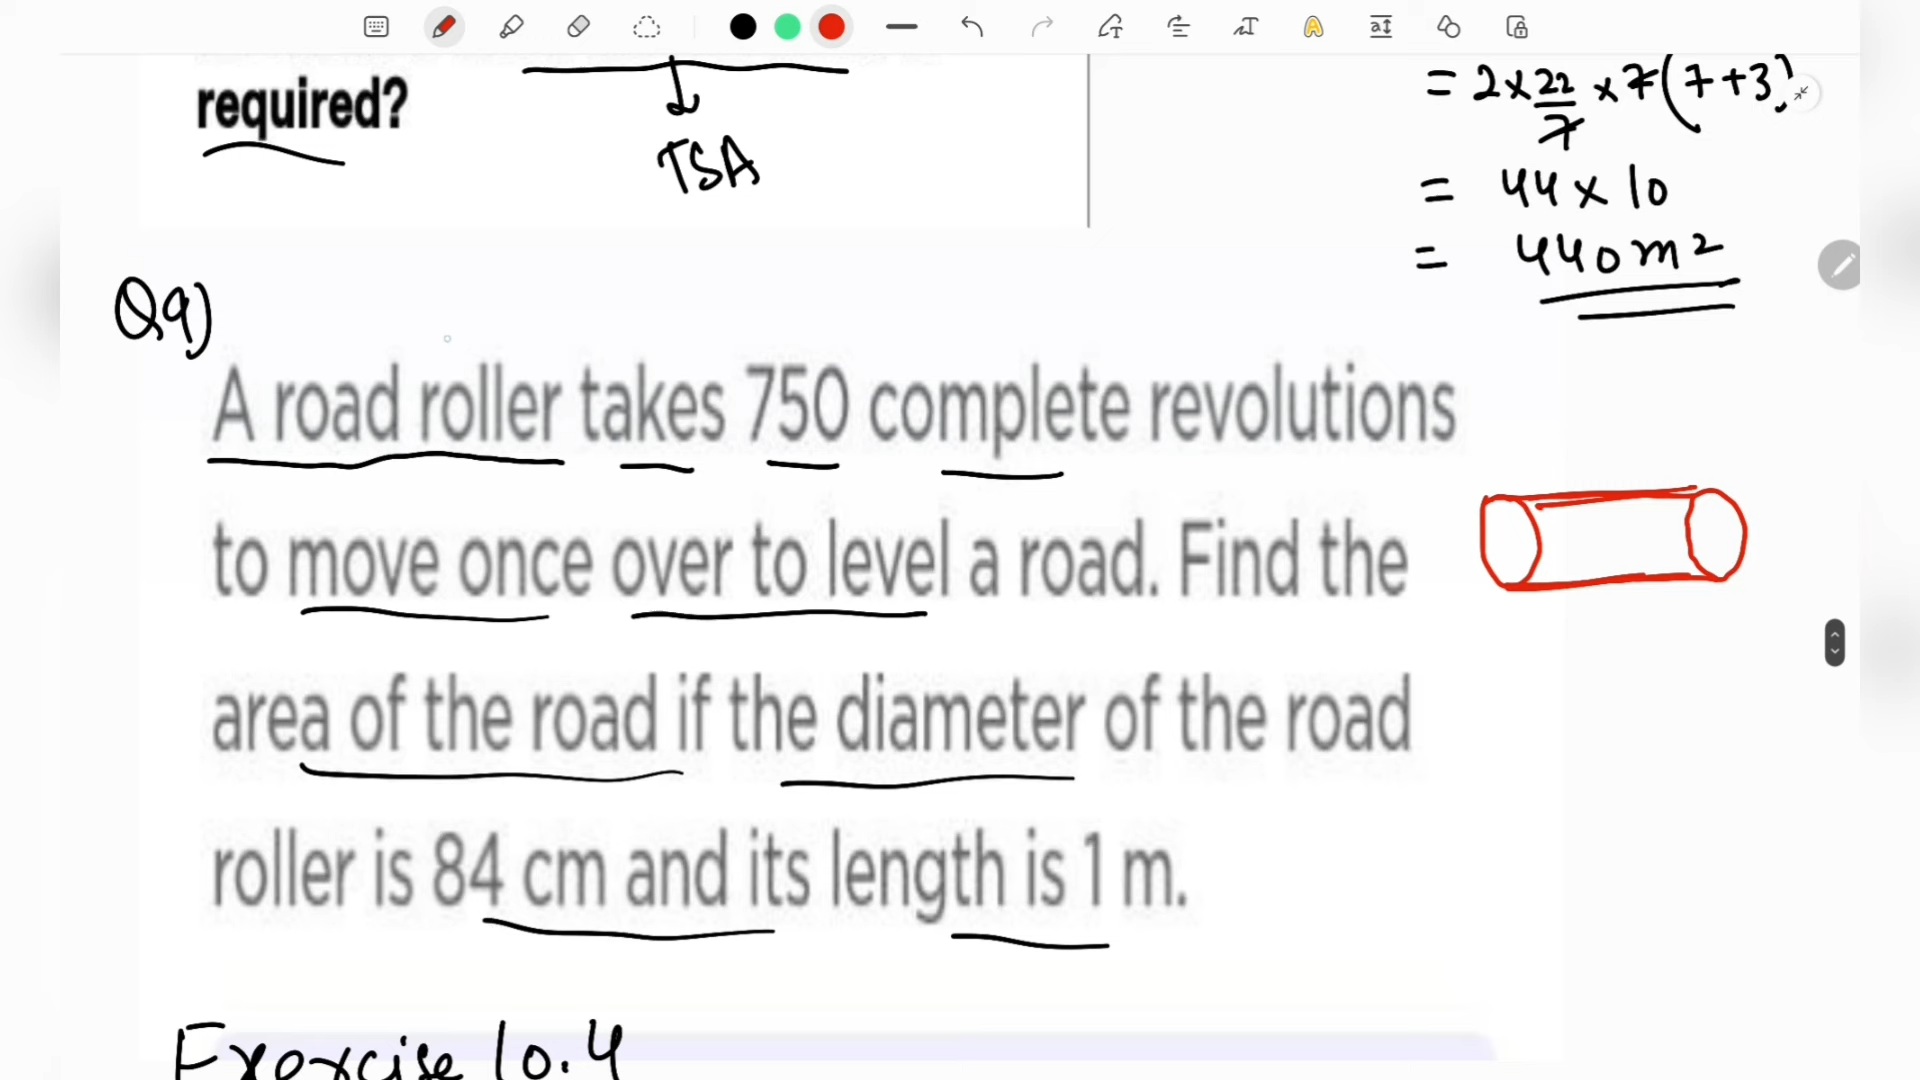 = 2 × 22/7 × 7 (7+3)
required?
TSA
= 44 × 10
= 440 m²
Q9)
A road roller takes 750 complete revolutions
to move once over to level a road. Find the
area of the road if the diameter of the road
roller is 84 cm and its length is 1 m.
Exercise 10.4